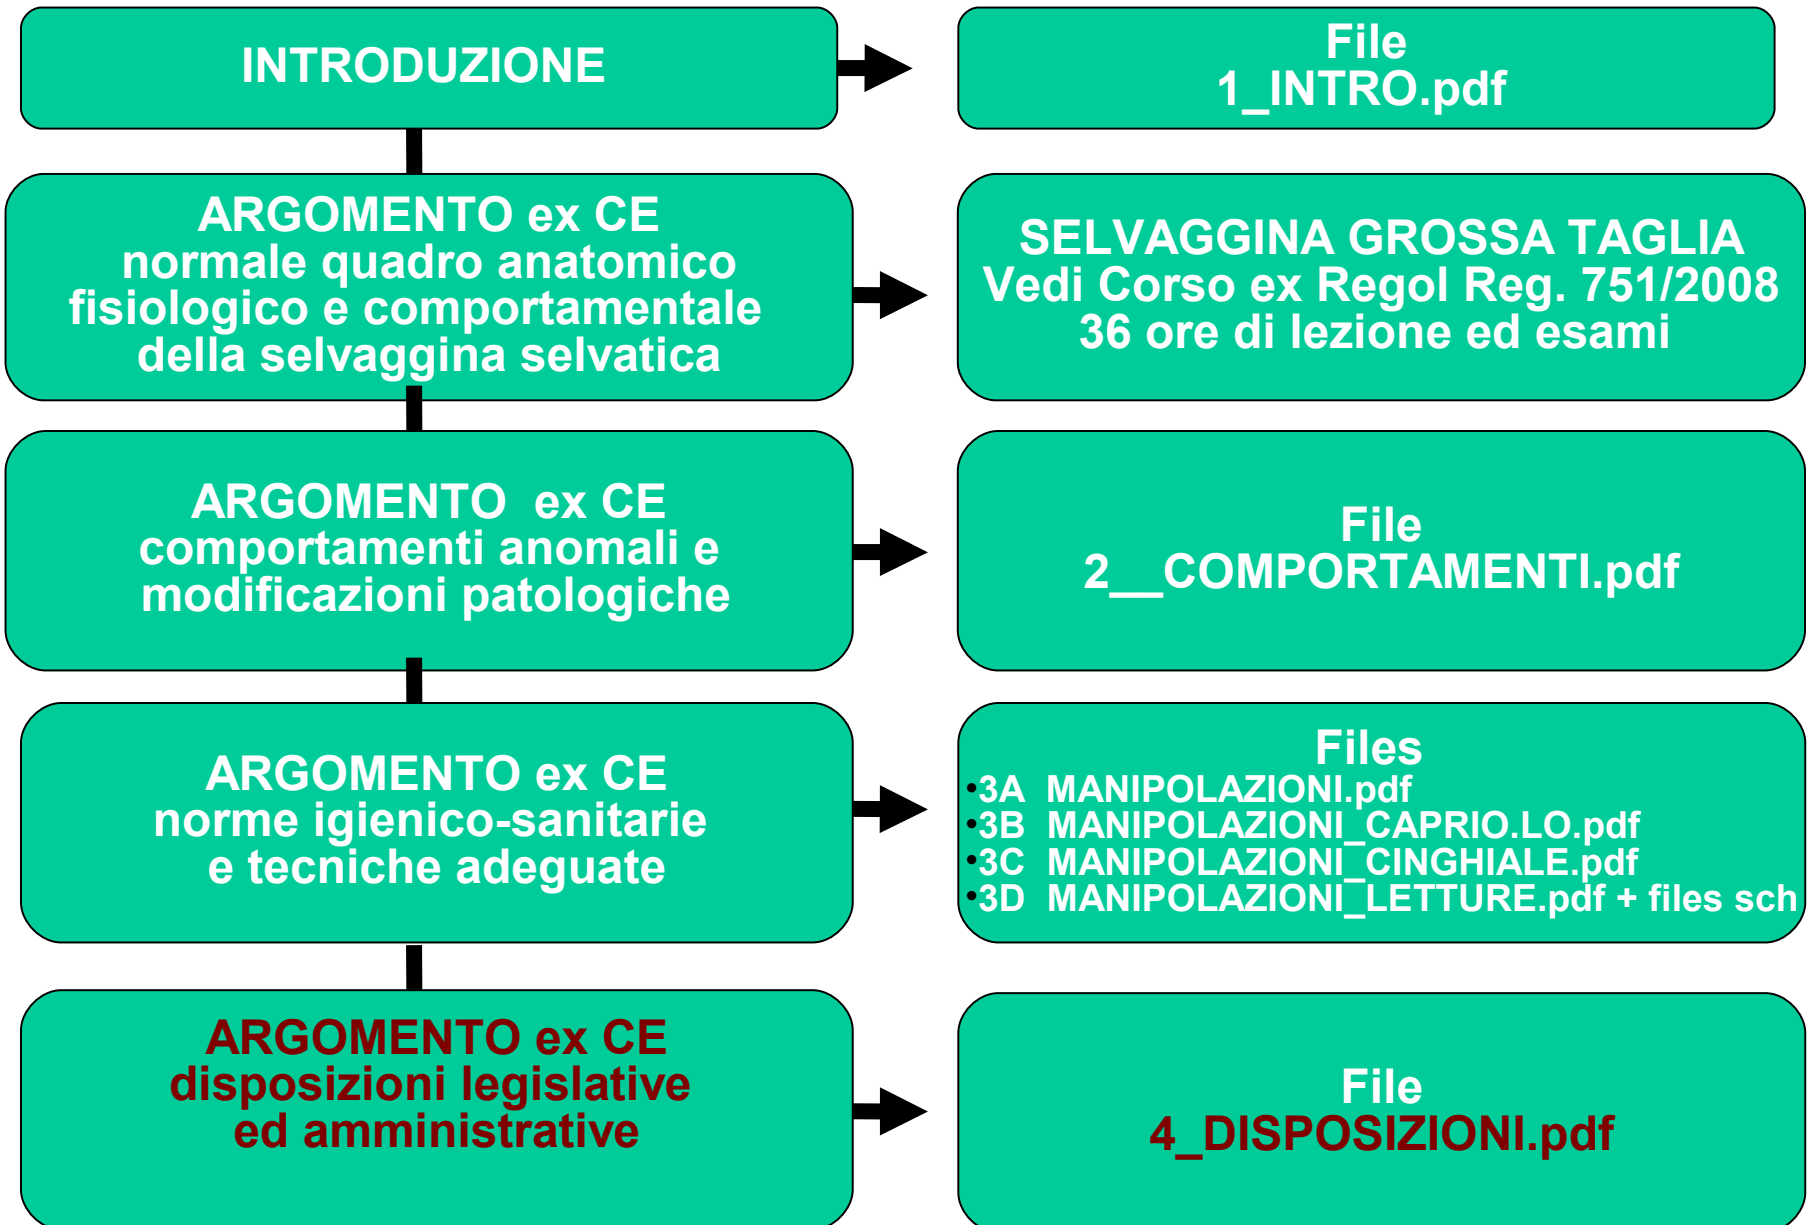 INTRODUZIONE
File
1_INTRO.pdf
ARGOMENTO ex CE
normale quadro anatomico
fisiologico e comportamentale
della selvaggina selvatica
SELVAGGINA GROSSA TAGLIA
Vedi Corso ex Regol Reg. 751/2008
36 ore di lezione ed esami
ARGOMENTO ex CE
comportamenti anomali e
modificazioni patologiche
File
2__COMPORTAMENTI.pdf
ARGOMENTO ex CE
norme igienico-sanitarie
e tecniche adeguate
Files
•3A MANIPOLAZIONI.pdf
•3B MANIPOLAZIONI_CAPRIO.LO.pdf
•3C MANIPOLAZIONI_CINGHIALE.pdf
•3D MANIPOLAZIONI_LETTURE.pdf + files sch
ARGOMENTO ex CE
disposizioni legislative
ed amministrative
File
4_DISPOSIZIONI.pdf